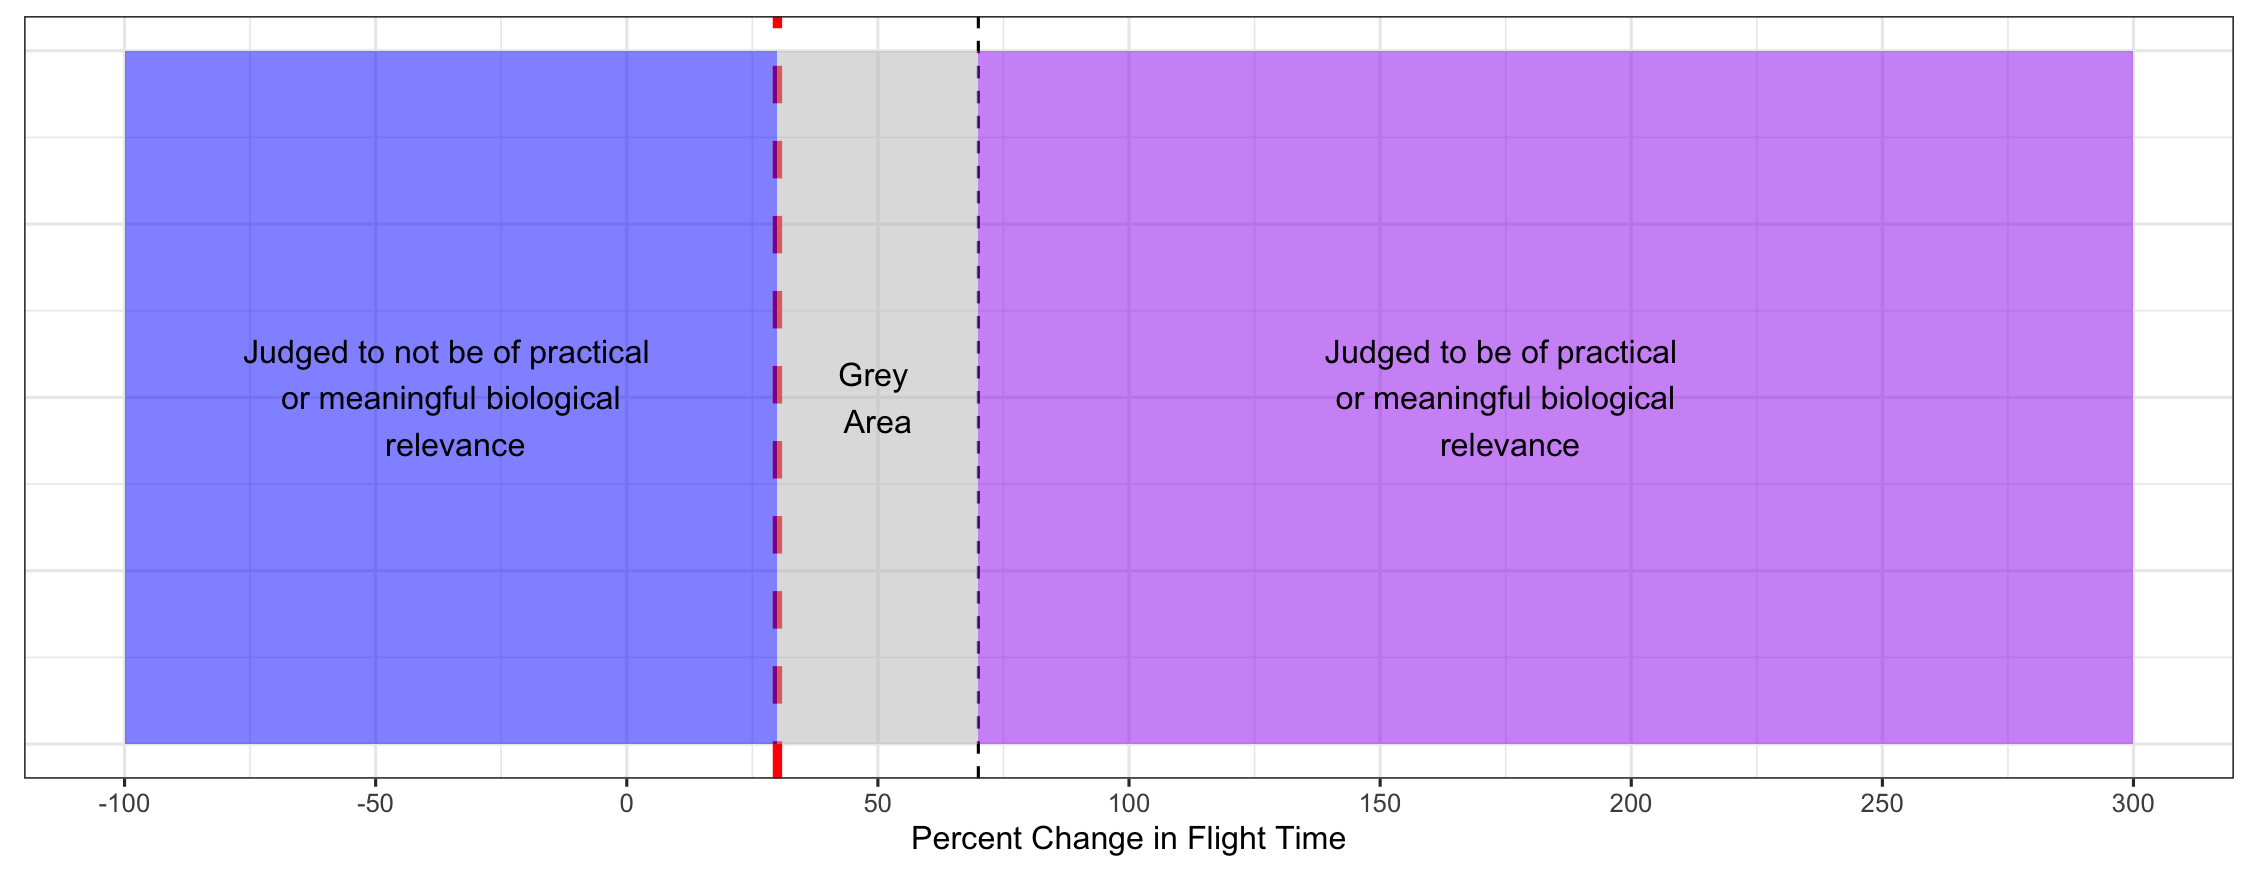 Judged to not be of practical
or meaningful biological
relevance
Grey
Area
Judged to be of practical
or meaningful biological
relevance
-100
-50
0
50
100
150
200
250
300
Percent Change in Flight Time